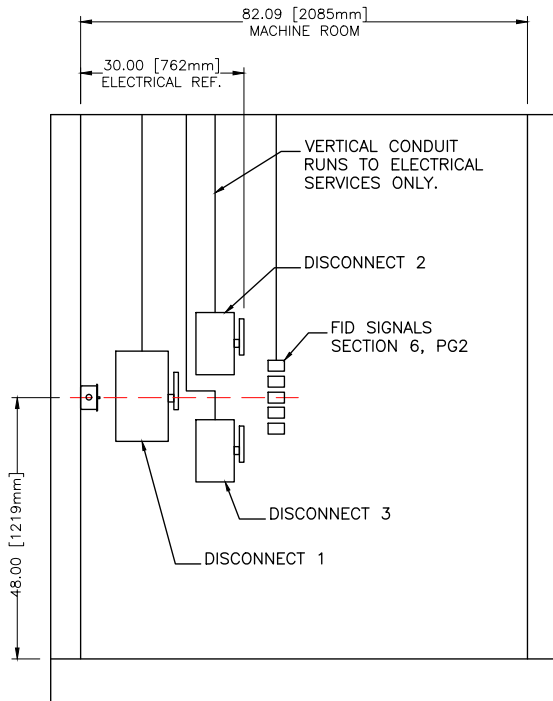 82.09 [2085mm]
MACHINE ROOM
30.00 [762mm]
ELECTRICAL REF.
VERTICAL CONDUIT
RUNS TO ELECTRICAL
SERVICES ONLY.
DISCONNECT 2
FID SIGNALS
SECTION 6, PG2
48.00 [1219mm]
DISCONNECT 3
DISCONNECT 1